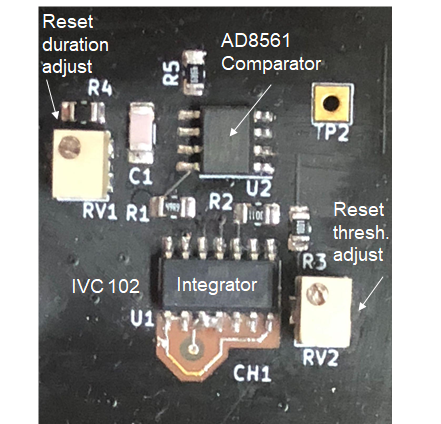 Reset
duration
adjust
AD8561
Comparator
R5
R4
TP2
C1
U2
RV1
R1
R2
Reset
thresh.
adjust
R3
IVC 102
Integrator
U1
RV2
CH1